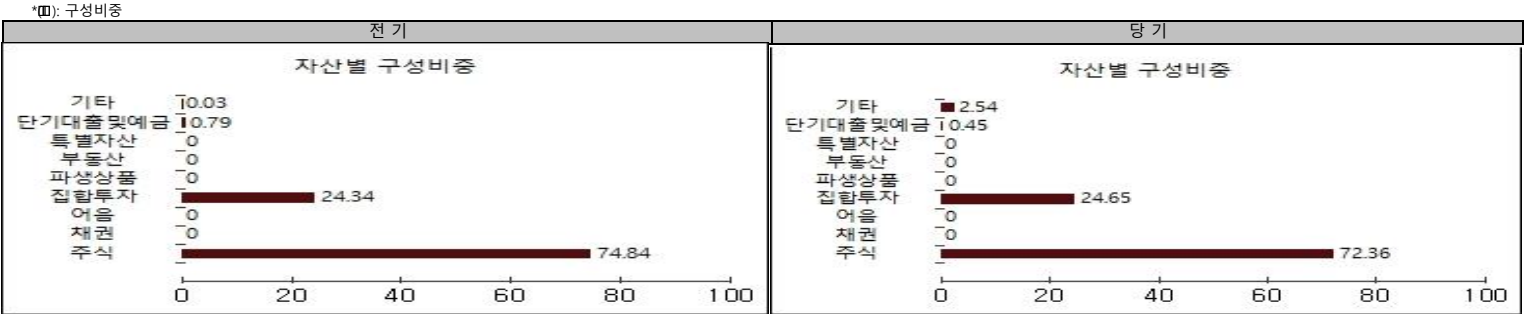 ): 구성비중
전 기
당 기
자산별 구성비중
기타 0.03
단기대출및예금 0.79
특별자산 0
부동산 0
파생상품 0
집합투자 24.34
어음 0
채권 0
주식 74.84
0 20 40 60 80 100
자산별 구성비중
기타 2.54
단기대출및예금 0.45
특별자산 0
부동산 0
파생상품 0
집합투자 24.65
어음 0
채권 0
주식 72.36
0 20 40 60 80 100